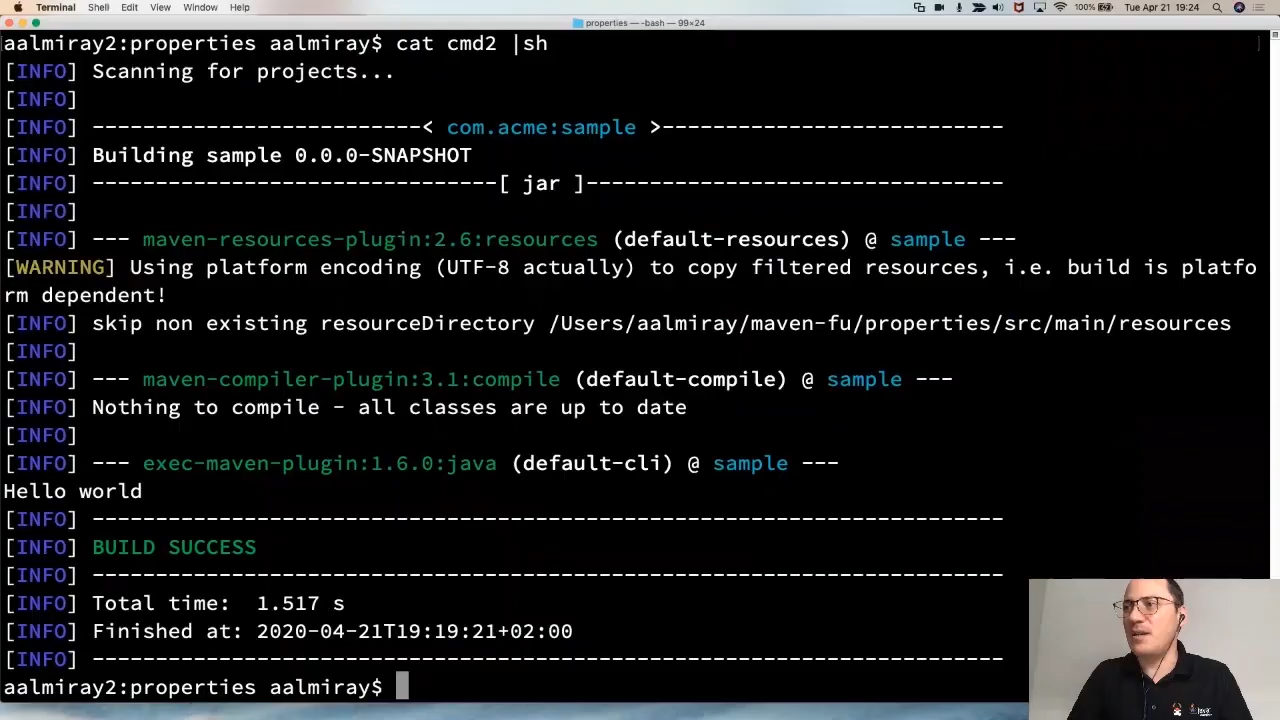 Terminal Shell Edit View Window Help 100% Tue Apr 21 19:24
properties — -bash — 99×24
aalmiray2:properties aalmiray$ cat cmd2 |sh
[INFO] Scanning for projects...
[INFO]
[INFO] --------------------------< com.acme:sample >---------------------------
[INFO] Building sample 0.0.0-SNAPSHOT
[INFO] --------------------------------[ jar ]---------------------------------
[INFO]
[INFO] --- maven-resources-plugin:2.6:resources (default-resources) @ sample ---
[WARNING] Using platform encoding (UTF-8 actually) to copy filtered resources, i.e. build is platfo
rm dependent!
[INFO] skip non existing resourceDirectory /Users/aalmiray/maven-fu/properties/src/main/resources
[INFO]
[INFO] --- maven-compiler-plugin:3.1:compile (default-compile) @ sample ---
[INFO] Nothing to compile - all classes are up to date
[INFO]
[INFO] --- exec-maven-plugin:1.6.0:java (default-cli) @ sample ---
Hello world
[INFO] ------------------------------------------------------------------------
[INFO] BUILD SUCCESS
[INFO] ------------------------------------------------------------------------
[INFO] Total time:  1.517 s
[INFO] Finished at: 2020-04-21T19:19:21+02:00
[INFO] ------------------------------------------------------------------------
aalmiray2:properties aalmiray$
Java